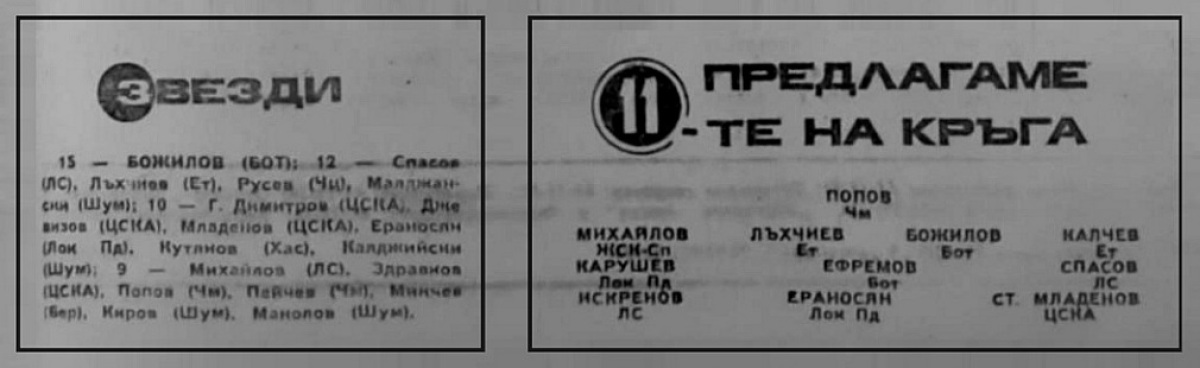 ЗВЕЗДИ
15 — БОЖИЛОВ (БОТ); 12 — Спасов
(ЛС), Лъхчиев (Ет), Русев (Чц), Малджан-
ски (Шум); 10 — Г. Димитров (ЦСКА), Дже
визов (ЦСКА), Младенов (ЦСКА), Ераносян
(Лок Пд), Кутянов (Хас), Калджийски
(Шум); 9 — Михайлов (ЛС), Здравков
(ЦСКА), Попов (Чм), Пейчев (Чм), Минчев
(Бер), Киров (Шум), Манолов (Шум).
ПРЕДЛАГАМЕ
11-ТЕ НА КРЪГА
ПОПОВ
Чм
МИХАЙЛОВ ЛЪХЧИЕВ БОЖИЛОВ КАЛЧЕВ
ЖСК-Сп Ет Бот Ет
КАРУШЕВ ЕФРЕМОВ СПАСОВ
Лок Пд Бот ЛС
ИСКРЕНОВ ЕРАНОСЯН СТ. МЛАДЕНОВ
ЛС Лок Пд ЦСКА